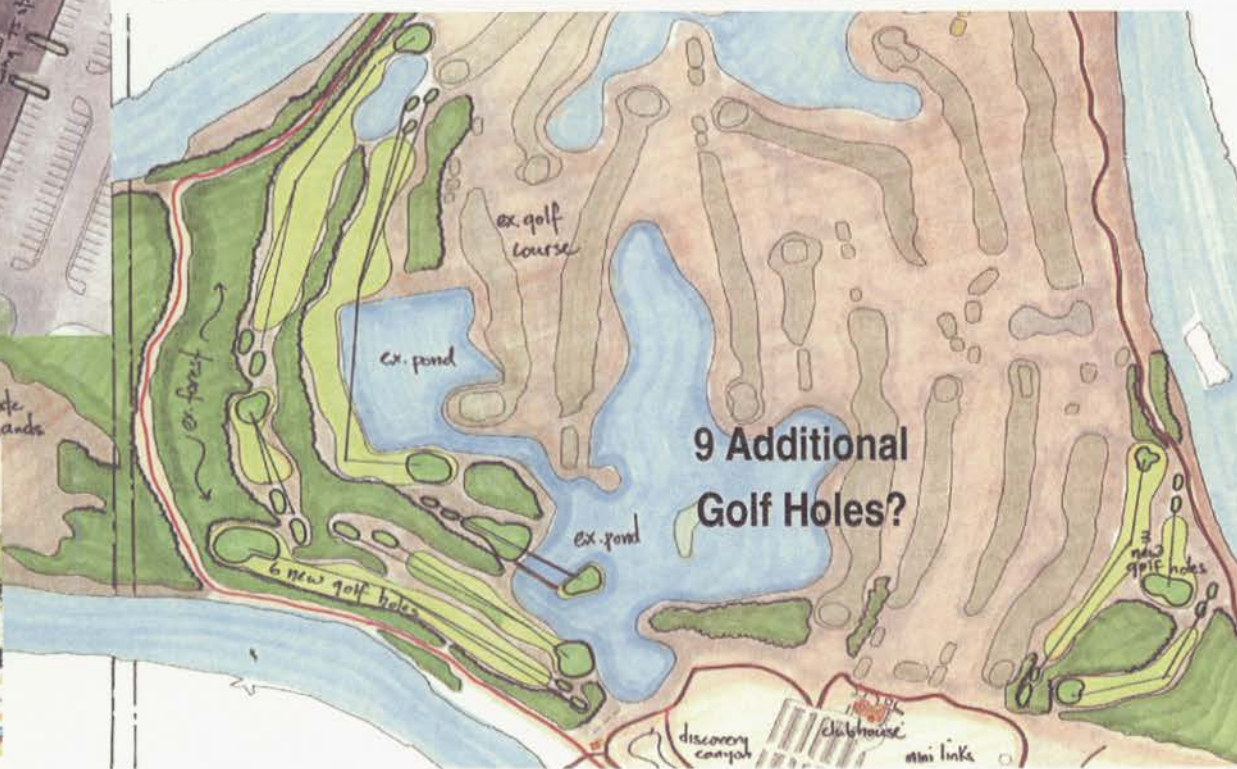 ex. golf
course
ex. pond
ex. forest
9 Additional
Golf Holes?
ex. pond
3
new
golf holes
6 new golf holes
discovery
canyon
clubhouse
mini links